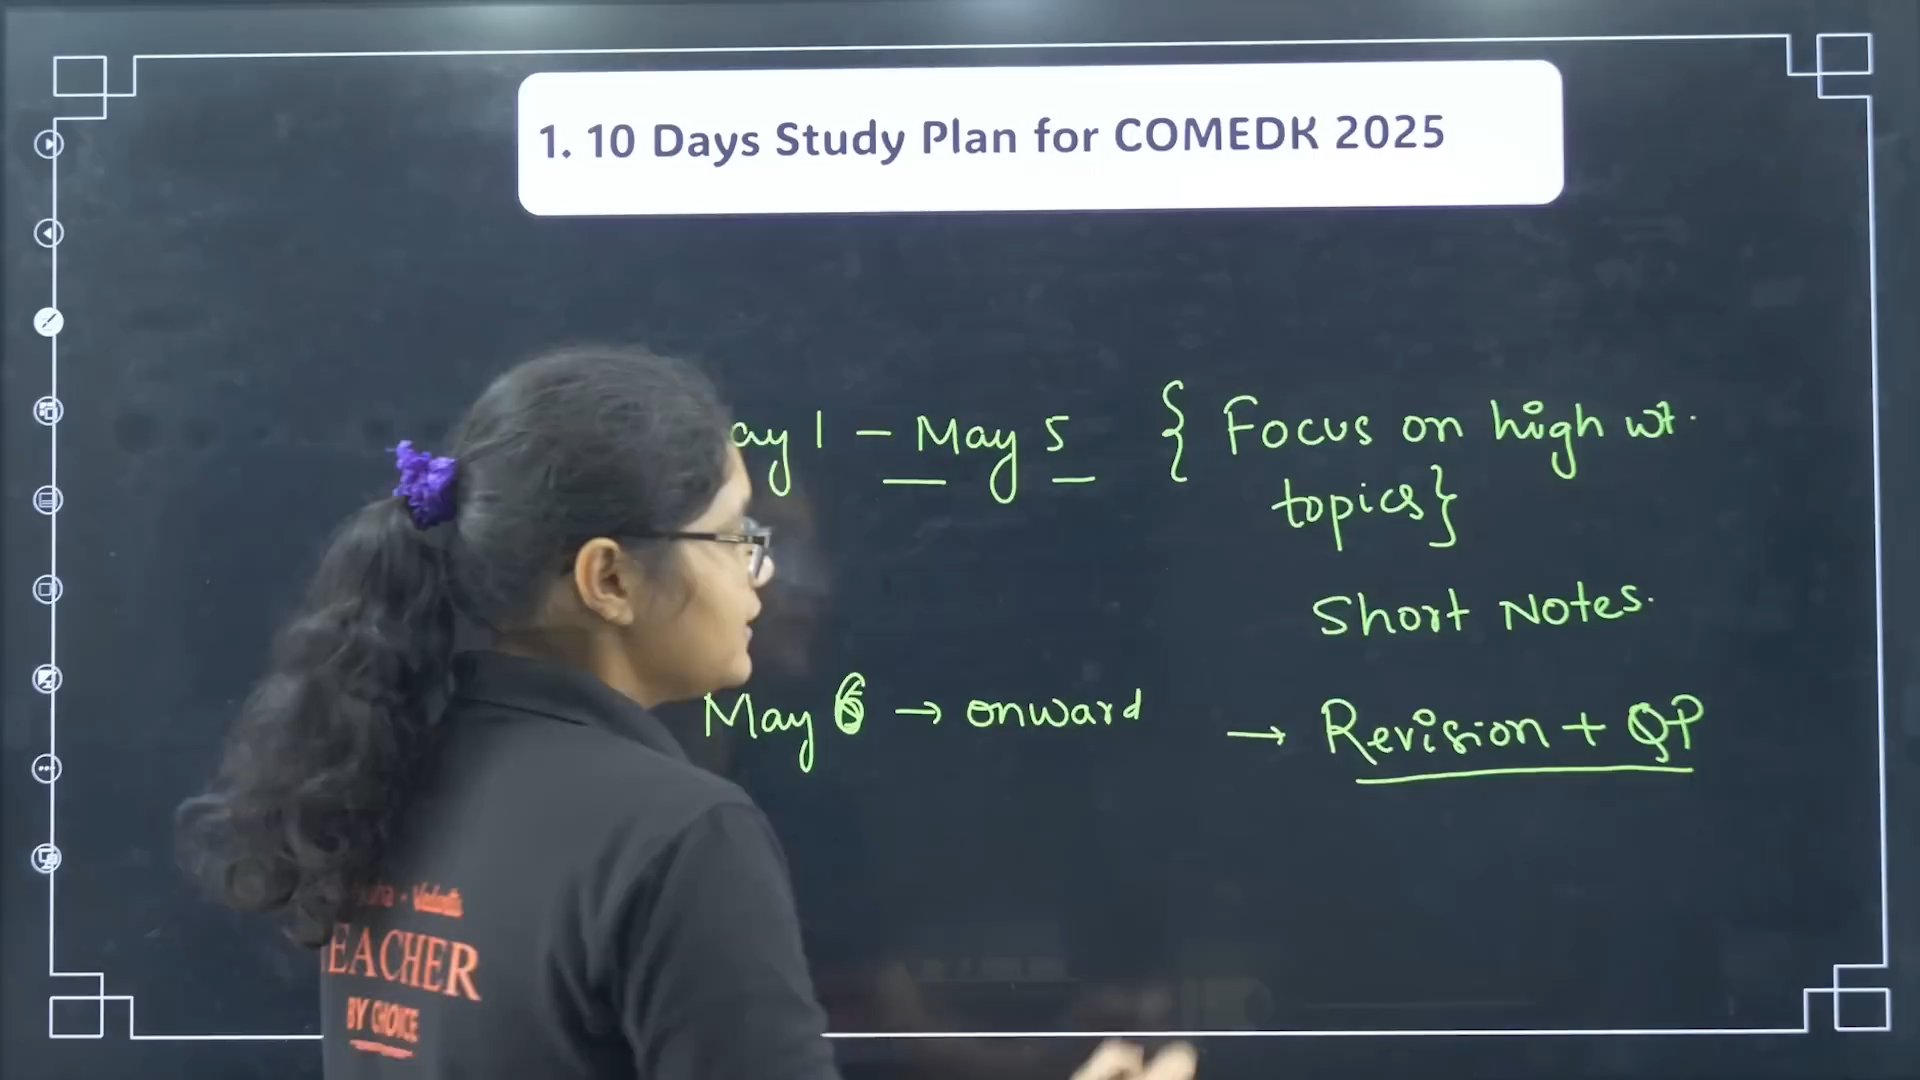 1. 10 Days Study Plan for COMEDK 2025
ay 1 – May 5 { Focus on high wt.
topics}
Short Notes.
May 6 → onward → Revision + QP
EACHER
BY CHOICE